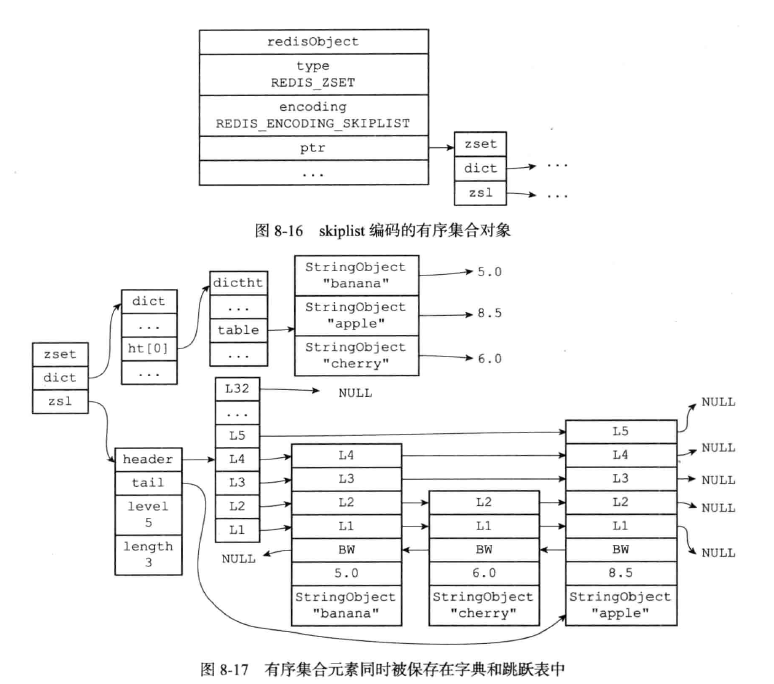 redisObject
type
REDIS_ZSET
encoding
REDIS_ENCODING_SKIPLIST
ptr
...
zset
dict
zsl
...
...
图 8-16 skiplist 编码的有序集合对象
zset
dict
zsl
dict
...
ht[0]
...
dictht
...
table
...
StringObject
"banana"
5.0
StringObject
"apple"
8.5
StringObject
"cherry"
6.0
header
tail
level
5
length
3
L32
...
L5
L4
L3
L2
L1
NULL
NULL
L4
L3
L2
L1
BW
5.0
StringObject
"banana"
L2
L1
BW
6.0
StringObject
"cherry"
L5
L4
L3
L2
L1
BW
8.5
StringObject
"apple"
NULL
NULL
NULL
NULL
NULL
图 8-17 有序集合元素同时被保存在字典和跳跃表中